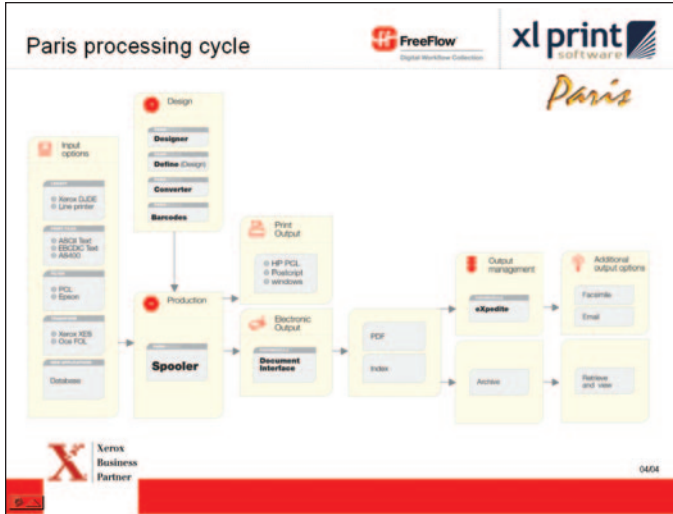 Paris processing cycle
FreeFlow
Digital Workflow Collection
xl print
software
Paris
Design
Designer
Define (Design)
Converter
Barcodes
Input
options
Xerox DJDE
Line printer
ASCII Text
EBCDIC Text
AS400
PCL
Epson
Xerox XES
Oce FOL
Database
Production
Spooler
Print
Output
HP PCL
Postcript
windows
Electronic
Output
Document
Interface
PDF
Index
Output
management
eXpedite
Archive
Additional
output options
Facsimile
Email
Retrieve
and view
X
Xerox
Business
Partner
04/04